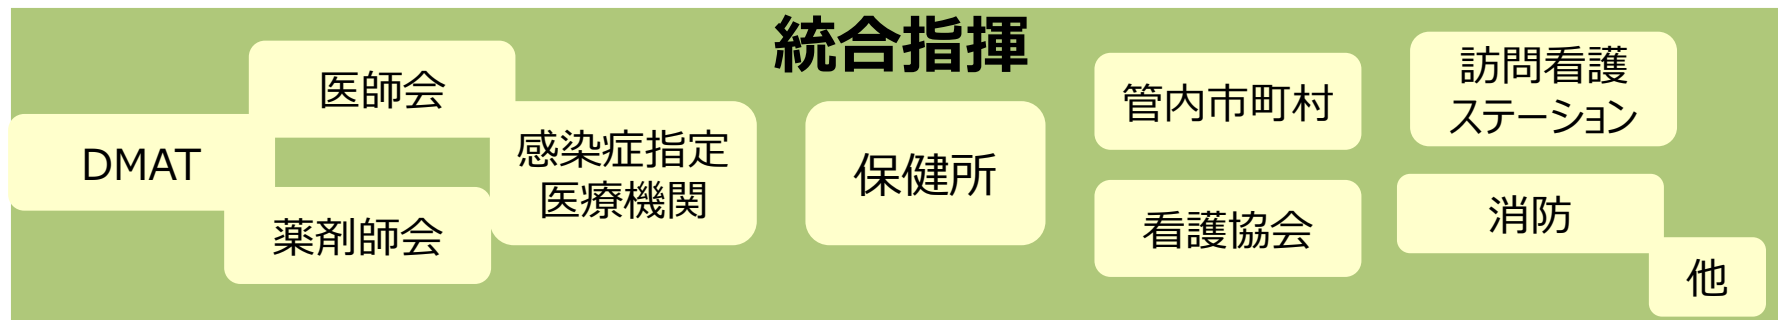 統合指揮
医師会
DMAT
薬剤師会
感染症指定
医療機関
保健所
管内市町村
看護協会
訪問看護
ステーション
消防
他